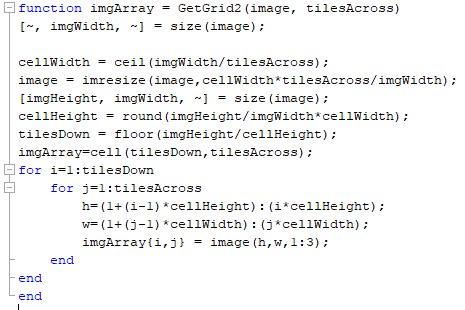 function imgArray = GetGrid2(image, tilesAcross)
[~, imgWidth, ~] = size(image);
cellWidth = ceil(imgWidth/tilesAcross);
image = imresize(image,cellWidth*tilesAcross/imgWidth);
[imgHeight, imgWidth, ~] = size(image);
cellHeight = round(imgHeight/imgWidth*cellWidth);
tilesDown = floor(imgHeight/cellHeight);
imgArray=cell(tilesDown,tilesAcross);
for i=1:tilesDown
for j=1:tilesAcross
h=(1+(i-1)*cellHeight):(i*cellHeight);
w=(1+(j-1)*cellWidth):(j*cellWidth);
imgArray{i,j} = image(h,w,1:3);
end
end
end